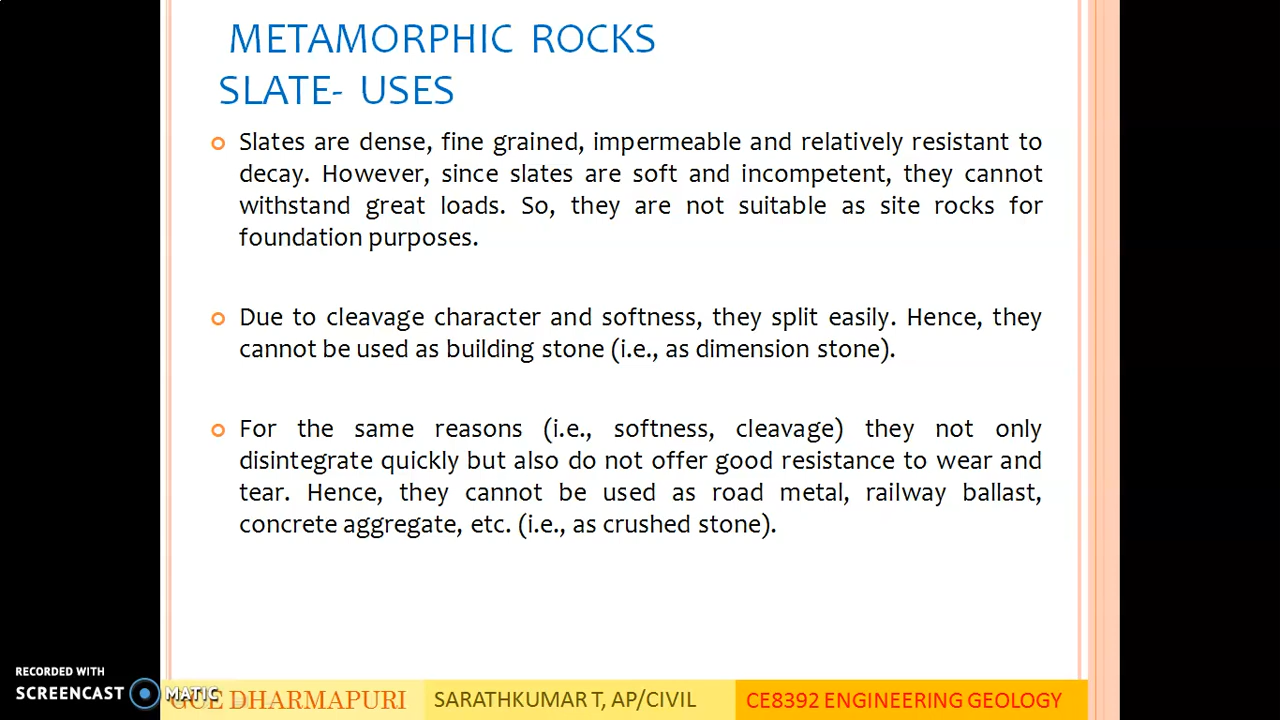 METAMORPHIC ROCKS
SLATE- USES
Slates are dense, fine grained, impermeable and relatively resistant to
decay. However, since slates are soft and incompetent, they cannot
withstand great loads. So, they are not suitable as site rocks for
foundation purposes.
Due to cleavage character and softness, they split easily. Hence, they
cannot be used as building stone (i.e., as dimension stone).
For the same reasons (i.e., softness, cleavage) they not only
disintegrate quickly but also do not offer good resistance to wear and
tear. Hence, they cannot be used as road metal, railway ballast,
concrete aggregate, etc. (i.e., as crushed stone).
RECORDED WITH
SCREENCAST MATIC
GCE DHARMAPURI SARATHKUMAR T, AP/CIVIL CE8392 ENGINEERING GEOLOGY